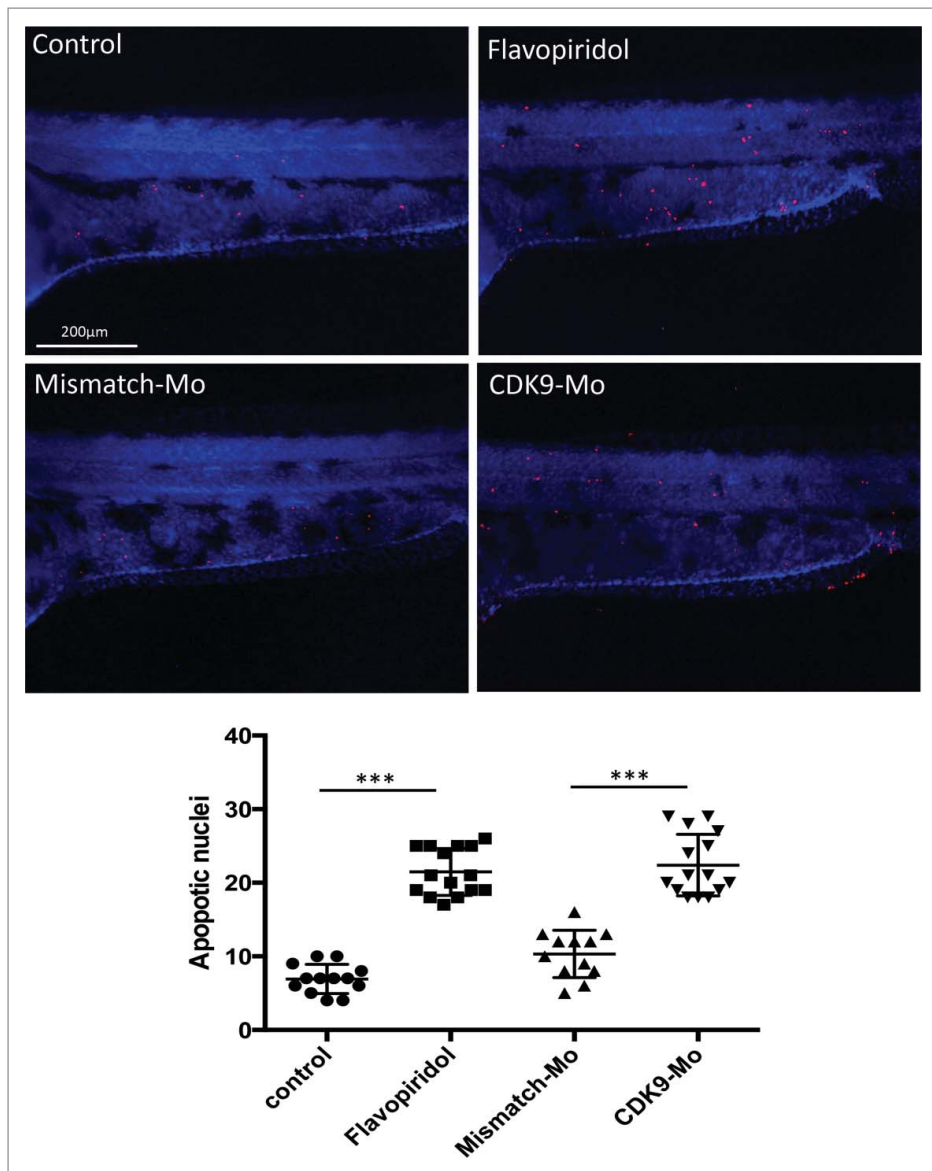 Control
Flavopiridol
200μm
Mismatch-Mo
CDK9-Mo
40
30
20
10
0
Apopotic nuclei
***
***
control
Flavopiridol
Mismatch-Mo
CDK9-Mo